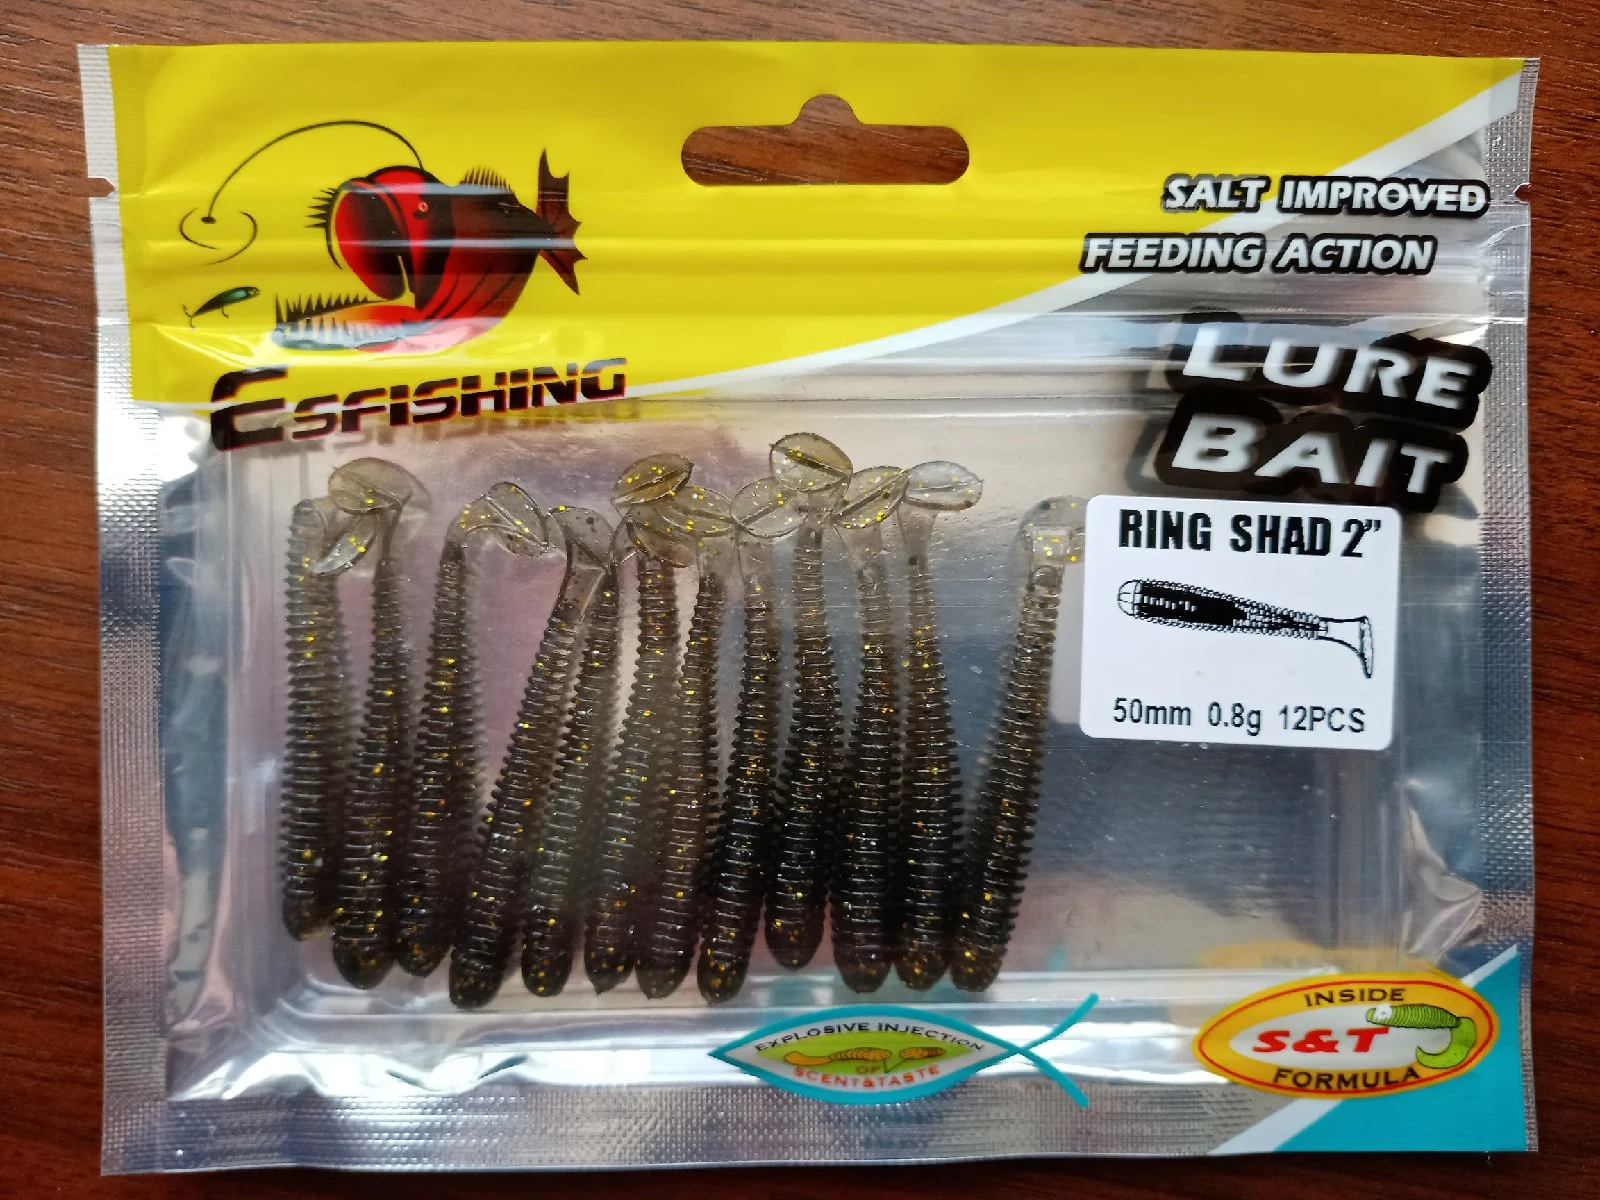 SALT IMPROVED
FEEDING ACTION
ESFISHING
LURE
BAIT
RING SHAD 2”
50mm 0.8g 12PCS
EXPLOSIVE INJECTION
OF
SCENT&TASTE
INSIDE
S&T
FORMULA